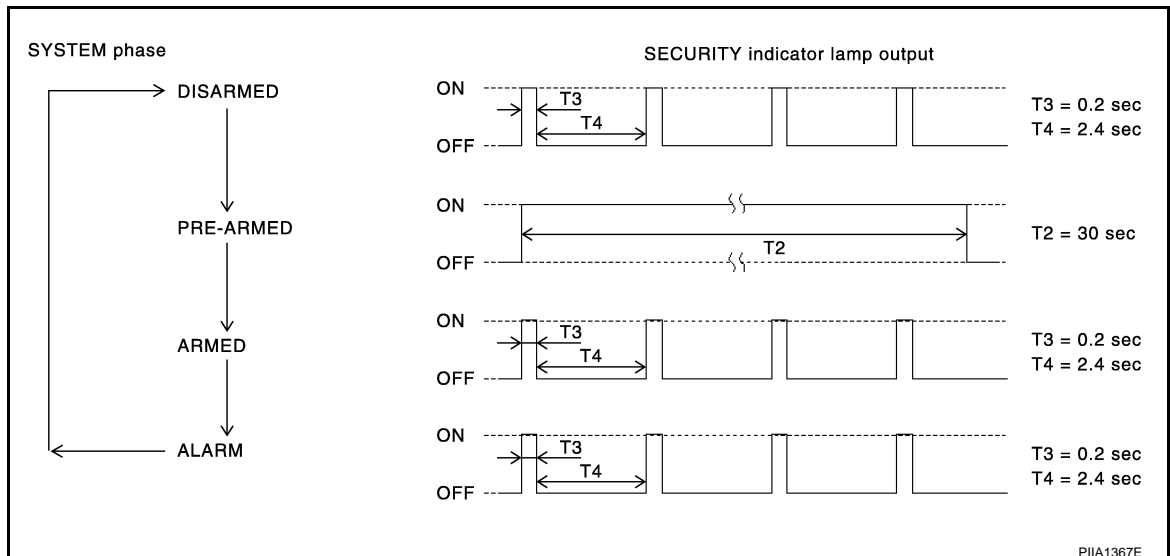 SYSTEM phase
SECURITY indicator lamp output
DISARMED
ON
OFF
T3
T4
T3 = 0.2 sec
T4 = 2.4 sec
PRE-ARMED
ON
OFF
T2
T2 = 30 sec
ARMED
ON
OFF
T3
T4
T3 = 0.2 sec
T4 = 2.4 sec
ALARM
ON
OFF
T3
T4
T3 = 0.2 sec
T4 = 2.4 sec
PIIA1367E